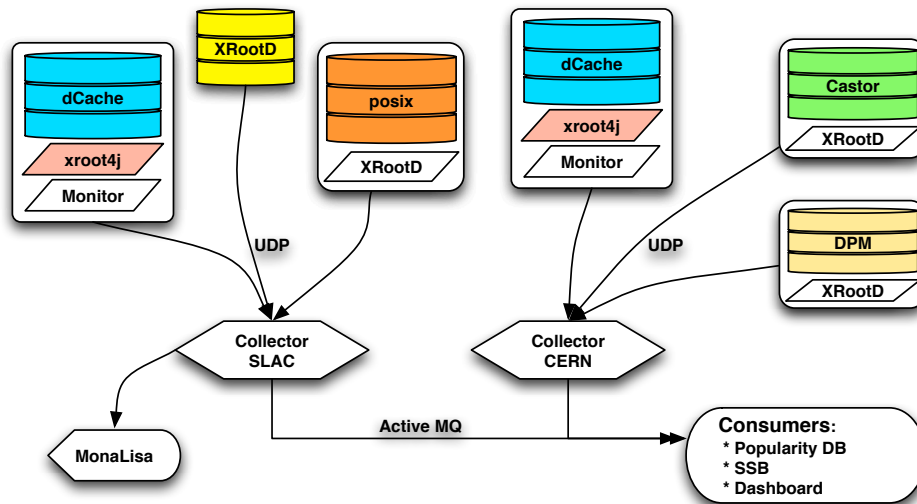 dCache
xroot4j
Monitor
XRootD
posix
XRootD
dCache
xroot4j
Monitor
Castor
XRootD
DPM
XRootD
UDP
UDP
Collector
SLAC
Collector
CERN
MonaLisa
Active MQ
Consumers:
* Popularity DB
* SSB
* Dashboard